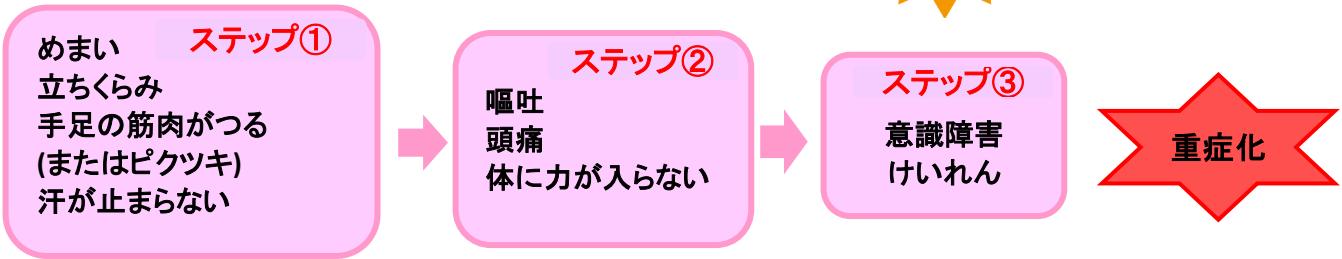 ステップ①
めまい
立ちくらみ
手足の筋肉がつる
(またはピクツキ)
汗が止まらない
ステップ②
嘔吐
頭痛
体に力が入らない
ステップ③
意識障害
けいれん
重症化